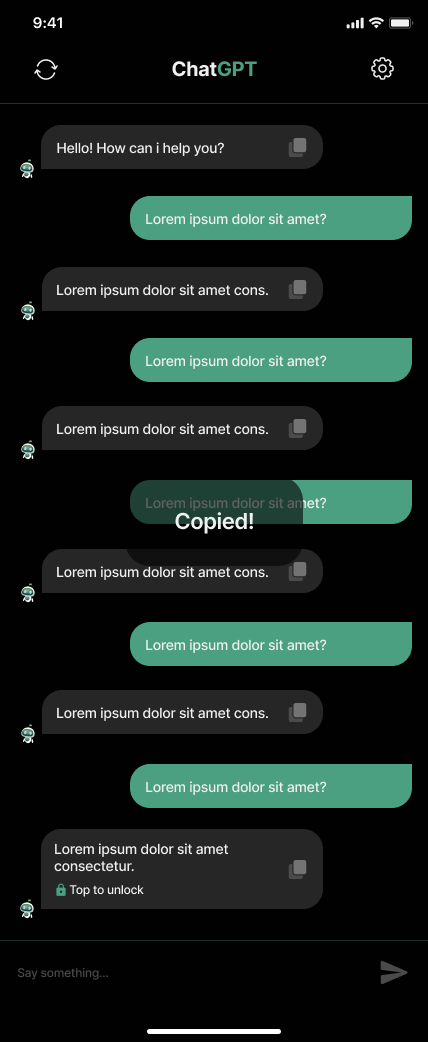 9:41
ChatGPT
Hello! How can i help you?
Lorem ipsum dolor sit amet?
Lorem ipsum dolor sit amet cons.
Lorem ipsum dolor sit amet?
Lorem ipsum dolor sit amet cons.
Lorem ipsum dolor sit amet?
Copied!
Lorem ipsum dolor sit amet cons.
Lorem ipsum dolor sit amet?
Lorem ipsum dolor sit amet cons.
Lorem ipsum dolor sit amet?
Lorem ipsum dolor sit amet
consectetur.
Top to unlock
Say something...